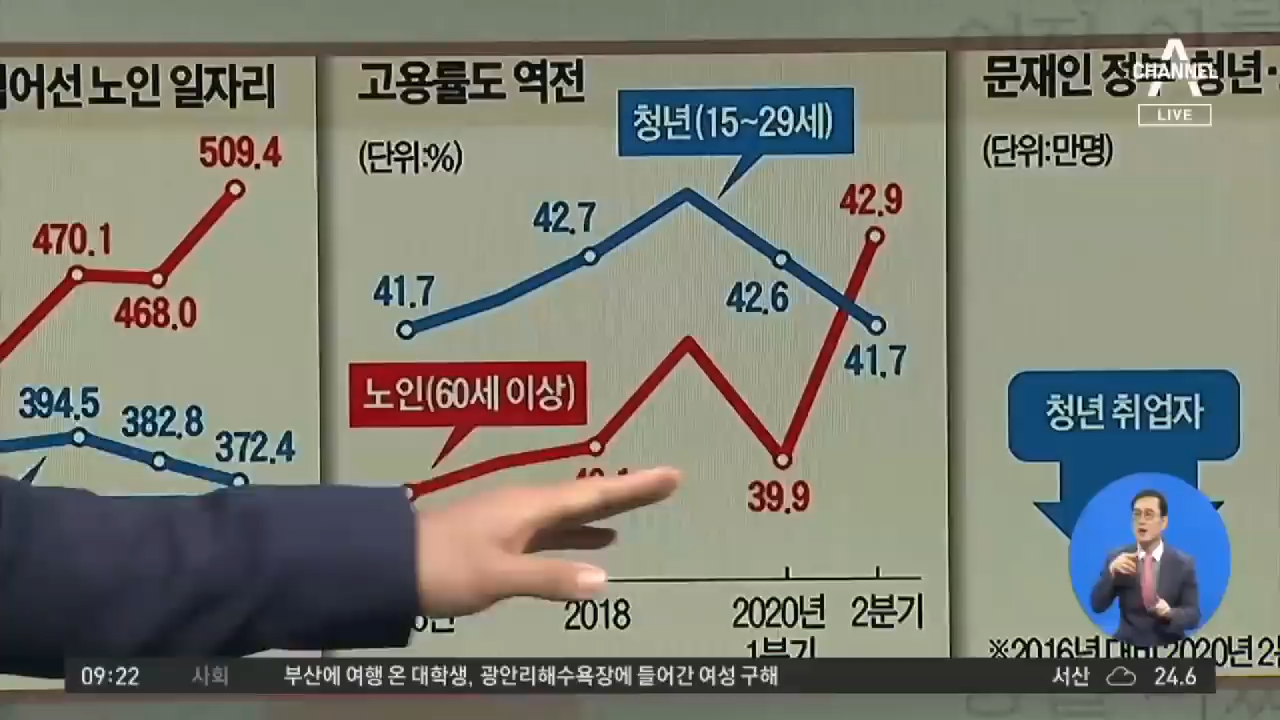 어선 노인 일자리
509.4
470.1
468.0
394.5
382.8
372.4
고용률도 역전
(단위:%)
청년(15~29세)
42.9
42.7
41.7
42.6
41.7
노인(60세 이상)
39.9
2018
2020년
2분기
1분기
문재인 정부 청년·
(단위:만명)
청년 취업자
CHANNEL
LIVE
※2016년 대비 2020년 2분
09:22 사회 부산에 여행 온 대학생, 광안리해수욕장에 들어간 여성 구해 서산 24.6